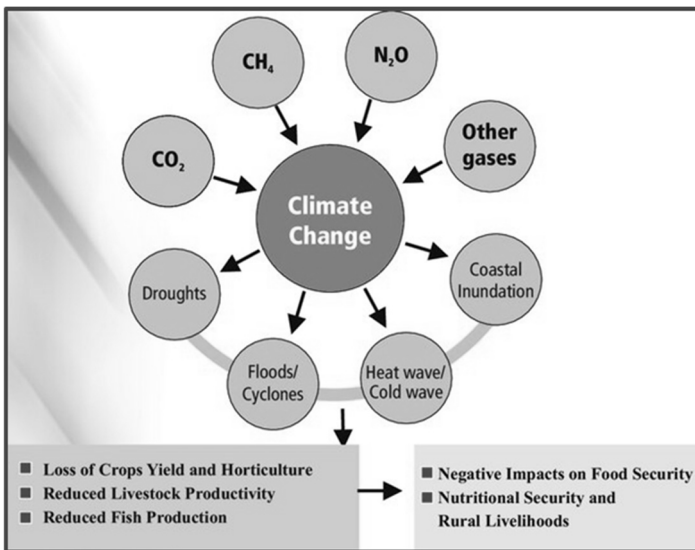 CH₄
N₂O
CO₂
Other
gases
Climate
Change
Droughts
Coastal
Inundation
Floods/
Cyclones
Heat wave/
Cold wave
Loss of Crops Yield and Horticulture
Reduced Livestock Productivity
Reduced Fish Production
Negative Impacts on Food Security
Nutritional Security and
Rural Livelihoods